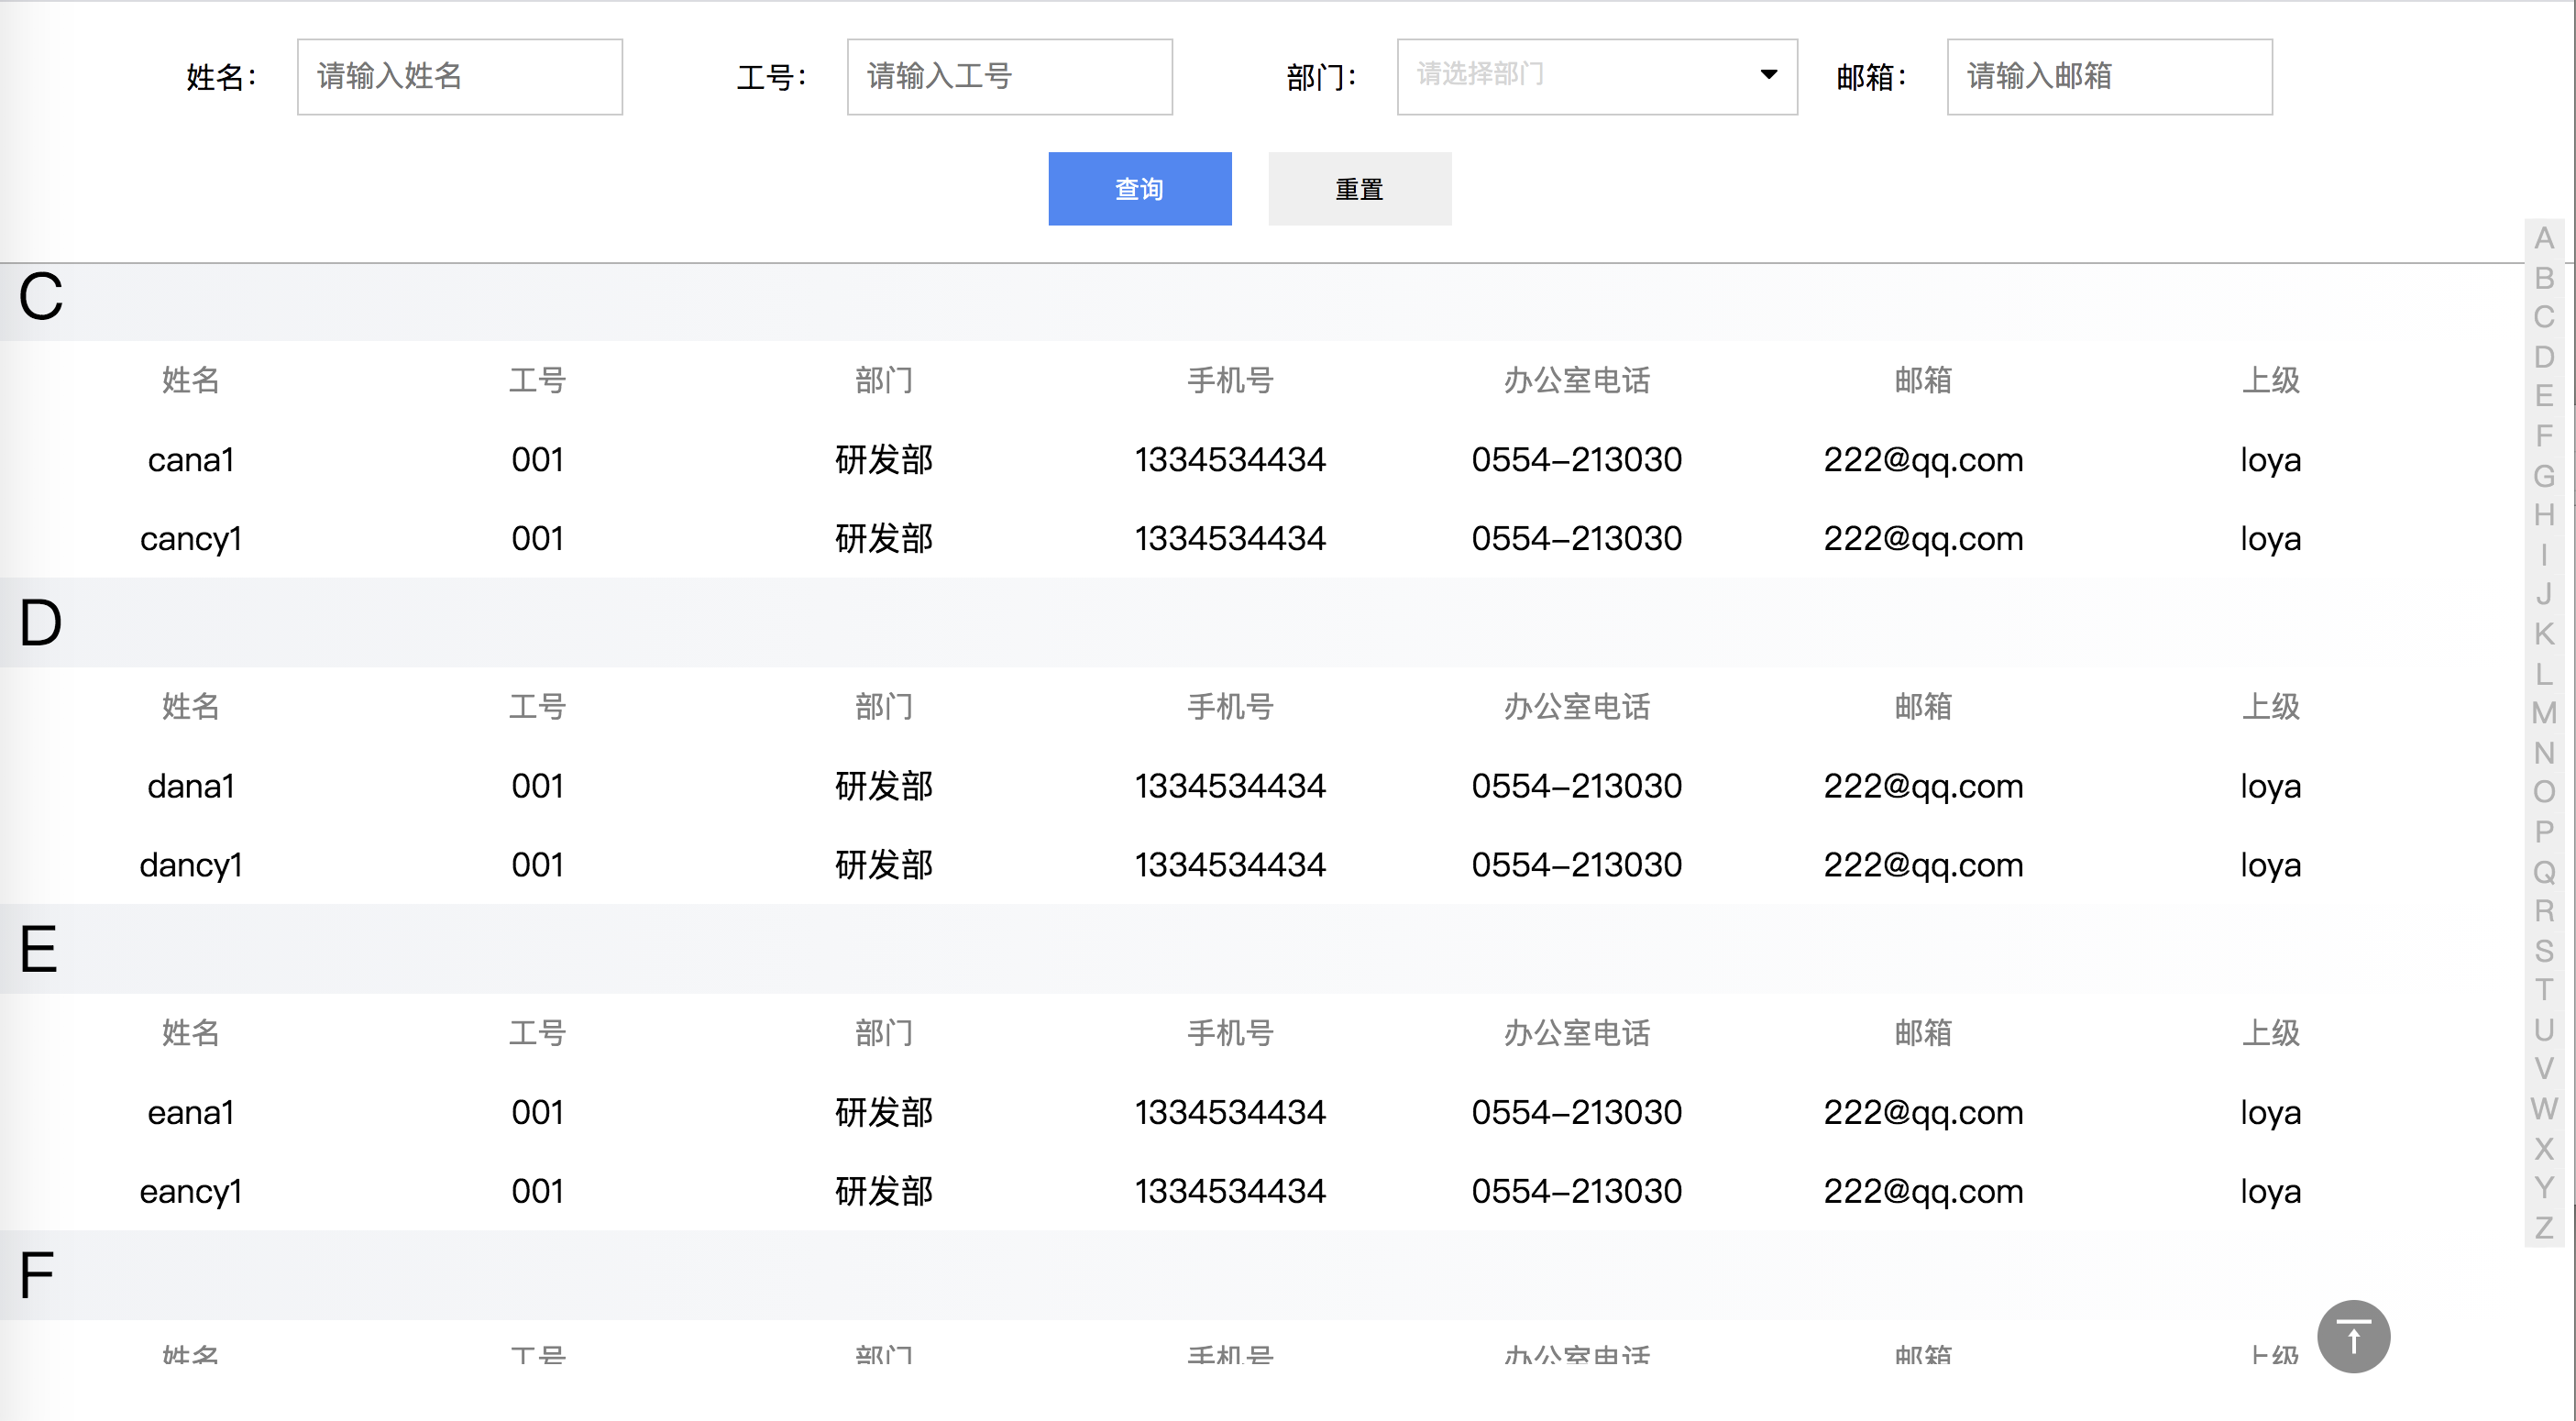 姓名： 请输入姓名 工号： 请输入工号 部门： 请选择部门 邮箱： 请输入邮箱
查询 重置
C
姓名 工号 部门 手机号 办公室电话 邮箱 上级
cana1 001 研发部 1334534434 0554-213030 222@qq.com loya
cancy1 001 研发部 1334534434 0554-213030 222@qq.com loya
D
姓名 工号 部门 手机号 办公室电话 邮箱 上级
dana1 001 研发部 1334534434 0554-213030 222@qq.com loya
dancy1 001 研发部 1334534434 0554-213030 222@qq.com loya
E
姓名 工号 部门 手机号 办公室电话 邮箱 上级
eana1 001 研发部 1334534434 0554-213030 222@qq.com loya
eancy1 001 研发部 1334534434 0554-213030 222@qq.com loya
F
姓名 工号 部门 手机号 办公室电话 邮箱 上级
A
B
C
D
E
F
G
H
I
J
K
L
M
N
O
P
Q
R
S
T
U
V
W
X
Y
Z